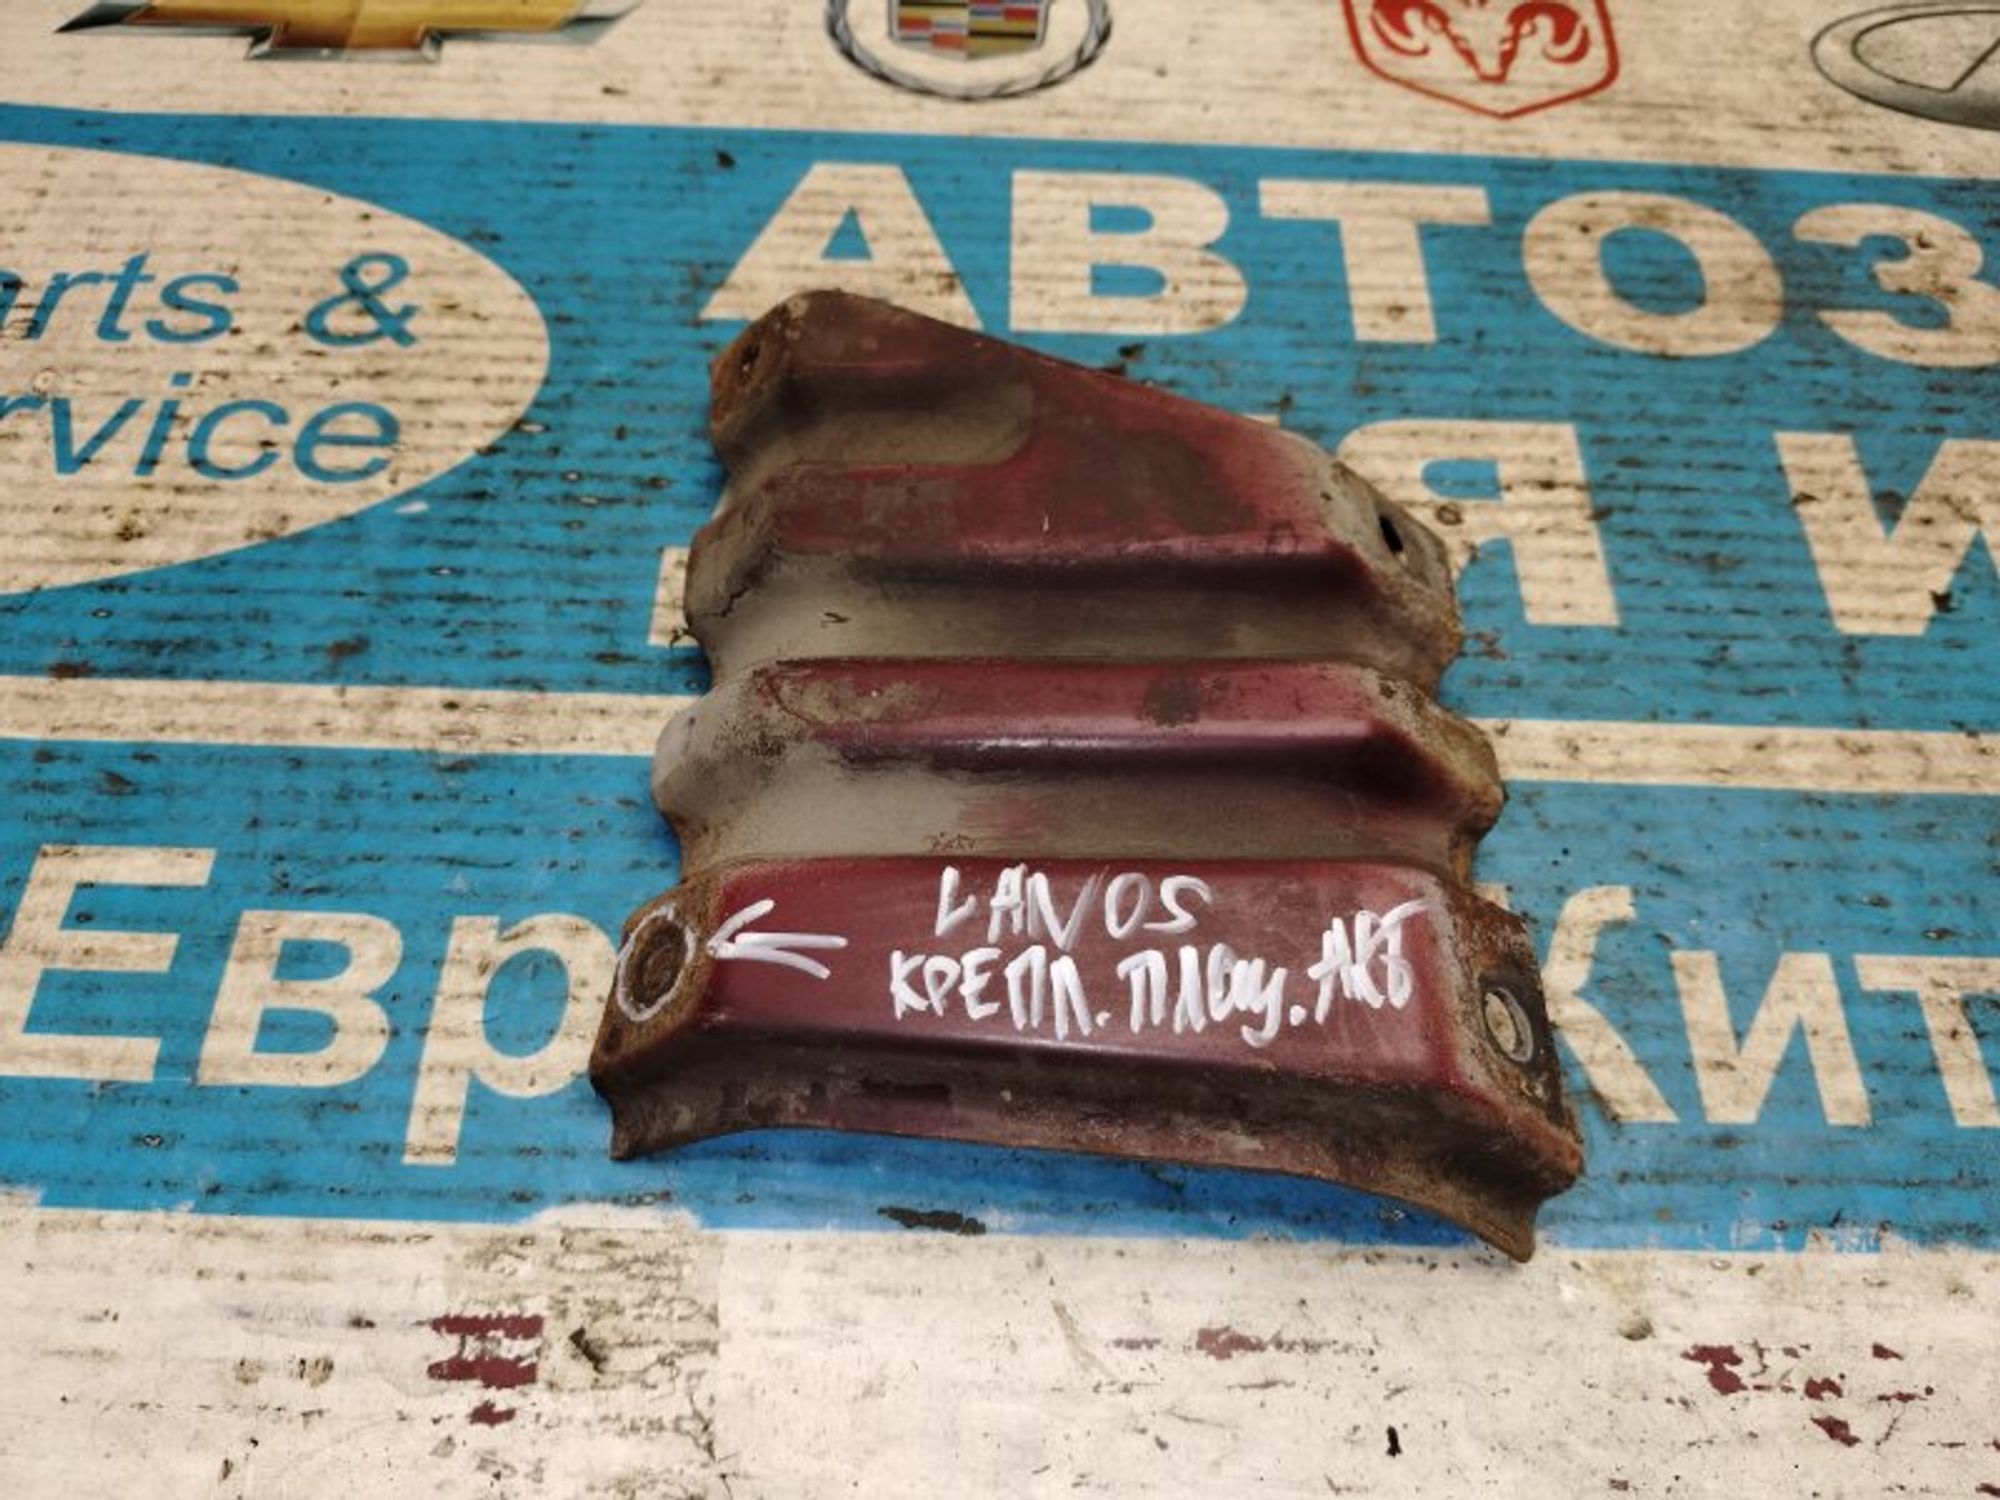 АВТОЗ
arts &
rvice
Я И
LANOS
КРЕПЛ. ПЛОЩ. АКБ
Евр Кит